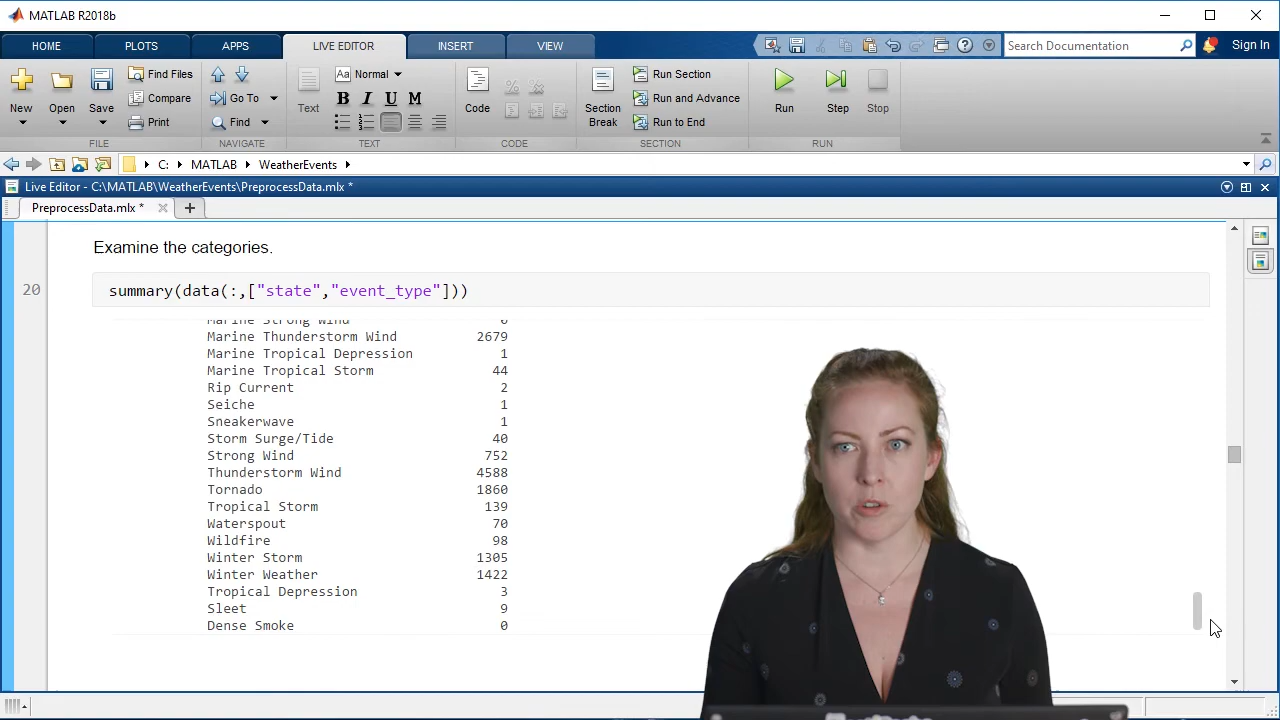 MATLAB R2018b
HOME PLOTS APPS LIVE EDITOR INSERT VIEW Search Documentation Sign In
New Open Save Find Files Compare Print
Go To Find
Text Normal B I U M
Code
Section Break Run Section Run and Advance Run to End
Run Step Stop
FILE NAVIGATE TEXT CODE SECTION RUN
C: MATLAB WeatherEvents
Live Editor - C:\MATLAB\WeatherEvents\PreprocessData.mlx *
PreprocessData.mlx *
Examine the categories.
20 summary(data(:,["state","event_type"]))
Marine Strong Wind 6
Marine Thunderstorm Wind 2679
Marine Tropical Depression 1
Marine Tropical Storm 44
Rip Current 2
Seiche 1
Sneakerwave 1
Storm Surge/Tide 40
Strong Wind 752
Thunderstorm Wind 4588
Tornado 1860
Tropical Storm 139
Waterspout 70
Wildfire 98
Winter Storm 1305
Winter Weather 1422
Tropical Depression 3
Sleet 9
Dense Smoke 0